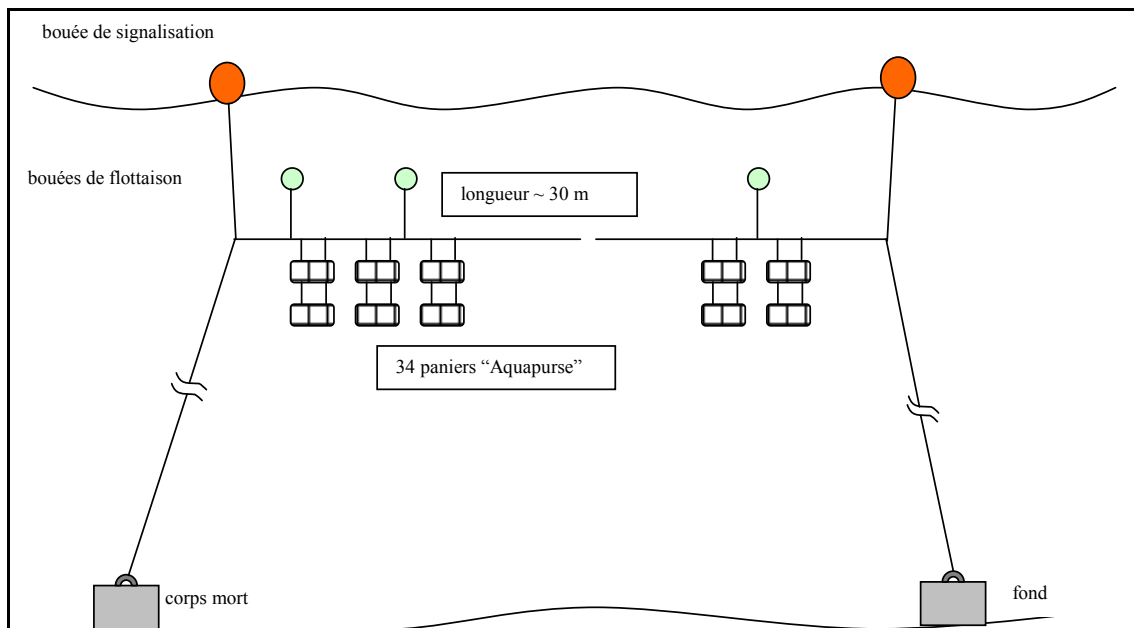 bouée de signalisation
bouées de flottaison
longueur ~ 30 m
34 paniers “Aquapurse”
corps mort
fond